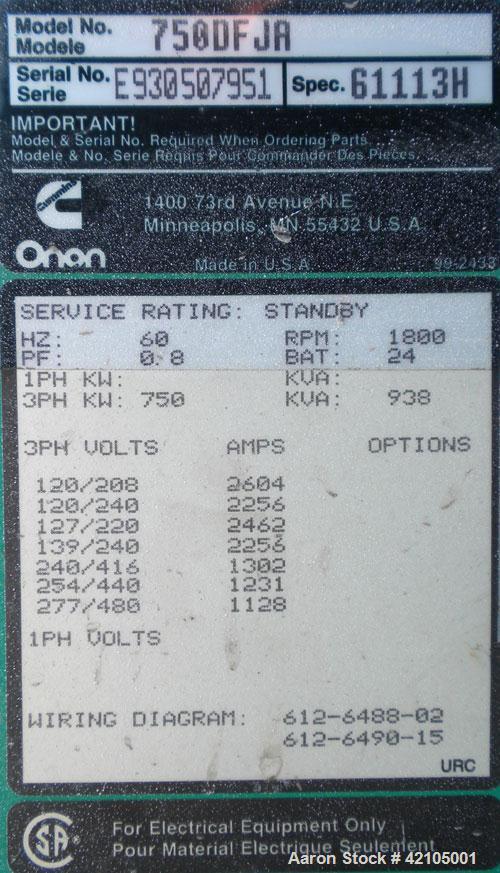 Model No. 750DFJA
Modele
Serial No. E930507951 Spec. 61113H
Serie
IMPORTANT!
Model & Serial No. Required When Ordering Parts
Modele & No. Serie Requis Pour Commander Des Pieces.
Cummins
1400 73rd Avenue N.E.
Minneapolis, MN 55432 U.S.A.
Onan
Made in U.S.A. 99-2433
SERVICE RATING: STANDBY
HZ: 60 RPM: 1800
PF: 0.8 BAT: 24
1PH KW: KVA:
3PH KW: 750 KVA: 938
3PH VOLTS AMPS OPTIONS
120/208 2604
120/240 2256
127/220 2462
139/240 2256
240/416 1302
254/440 1231
277/480 1128
1PH VOLTS
WIRING DIAGRAM: 612-6488-02
612-6490-15
URC
CSA
For Electrical Equipment Only
Pour Material Electrique Seulement
Aaron Stock # 42105001